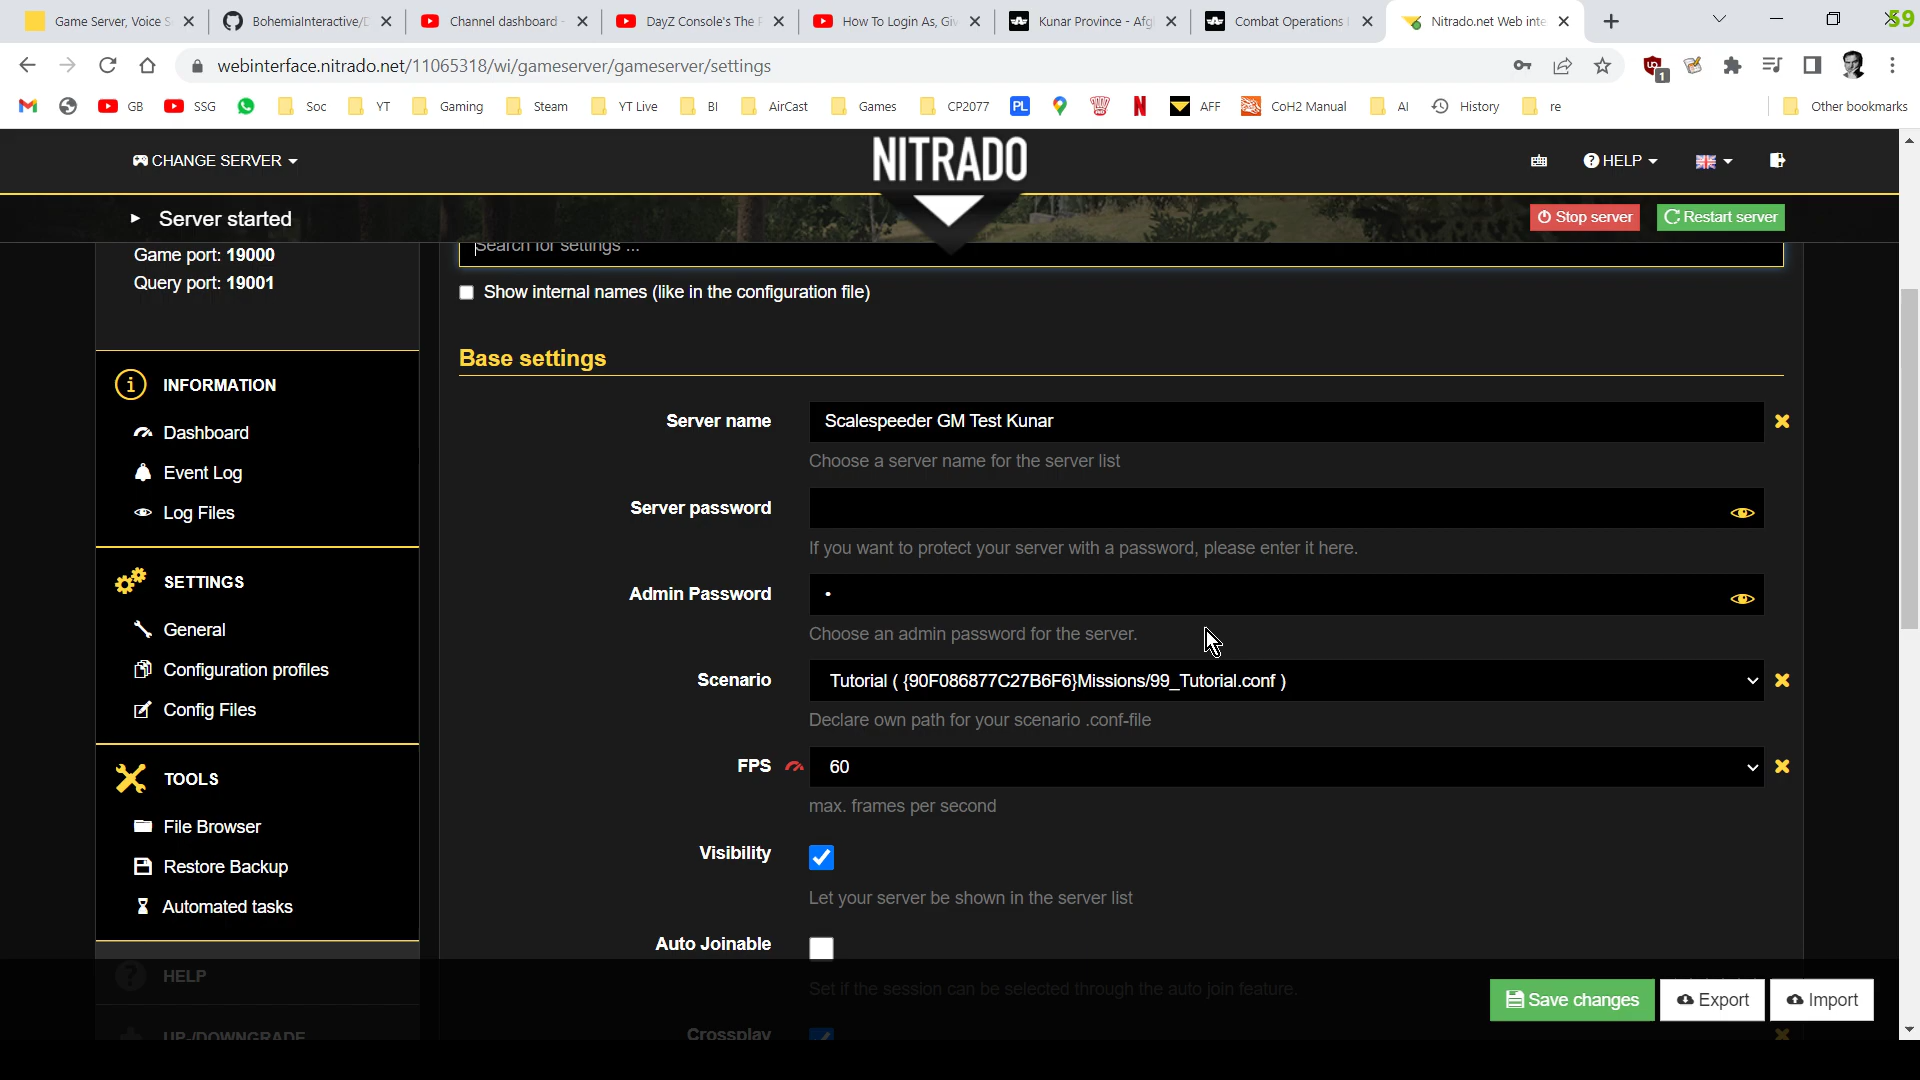 Game Server, Voice S
BohemiaInteractive/D
Channel dashboard -
DayZ Console's The F
How To Login As, Giv
Kunar Province - Afg
Combat Operations
Nitrado.net Web inte
59
webinterface.nitrado.net/11065318/wi/gameserver/gameserver/settings
1
GB
SSG
Soc
YT
Gaming
Steam
YT Live
BI
AirCast
Games
CP2077
PL
N
AFF
CoH2 Manual
AI
History
re
Other bookmarks
CHANGE SERVER
NITRADO
HELP
Server started
Stop server
Restart server
Game port: 19000
Query port: 19001
Search for settings ...
Show internal names (like in the configuration file)
INFORMATION
Dashboard
Event Log
Log Files
SETTINGS
General
Configuration profiles
Config Files
TOOLS
File Browser
Restore Backup
Automated tasks
HELP
UP-/DOWNGRADE
Base settings
Server name
Scalespeeder GM Test Kunar
Choose a server name for the server list
Server password
If you want to protect your server with a password, please enter it here.
Admin Password
•
Choose an admin password for the server.
Scenario
Tutorial ( {90F086877C27B6F6}Missions/99_Tutorial.conf )
Declare own path for your scenario .conf-file
FPS
60
max. frames per second
Visibility
Let your server be shown in the server list
Auto Joinable
Set if the session can be selected through the auto join feature.
Crossplay
Save changes
Export
Import